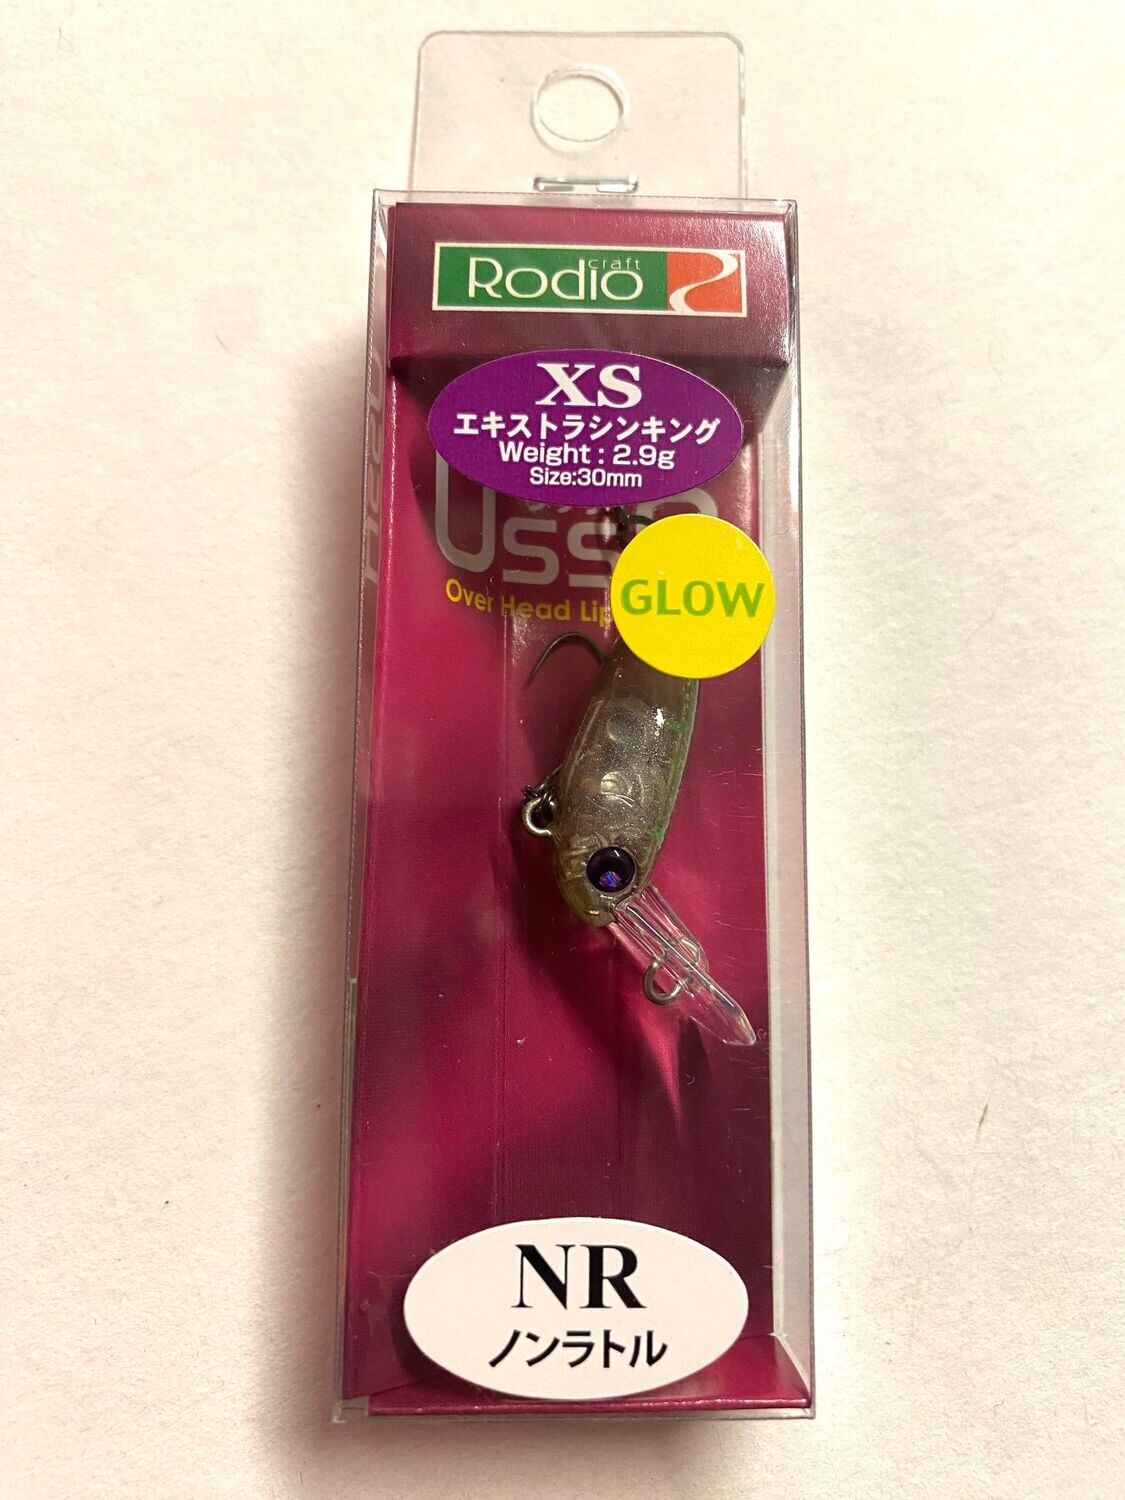 Rodio craft
XS
エキストラシンキング
Weight : 2.9g
Size:30mm
Over Head Lip
GLOW
NR
ノンラトル